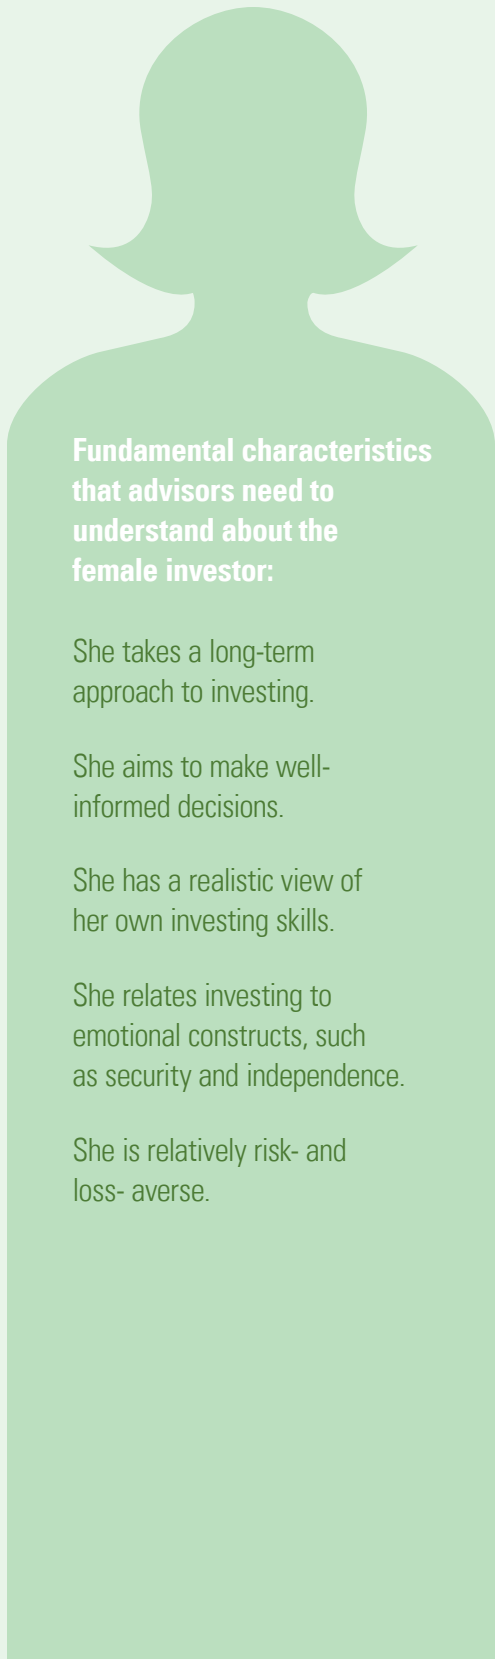 Fundamental characteristics
that advisors need to
understand about the
female investor:
She takes a long-term
approach to investing.
She aims to make well-
informed decisions.
She has a realistic view of
her own investing skills.
She relates investing to
emotional constructs, such
as security and independence.
She is relatively risk- and
loss- averse.